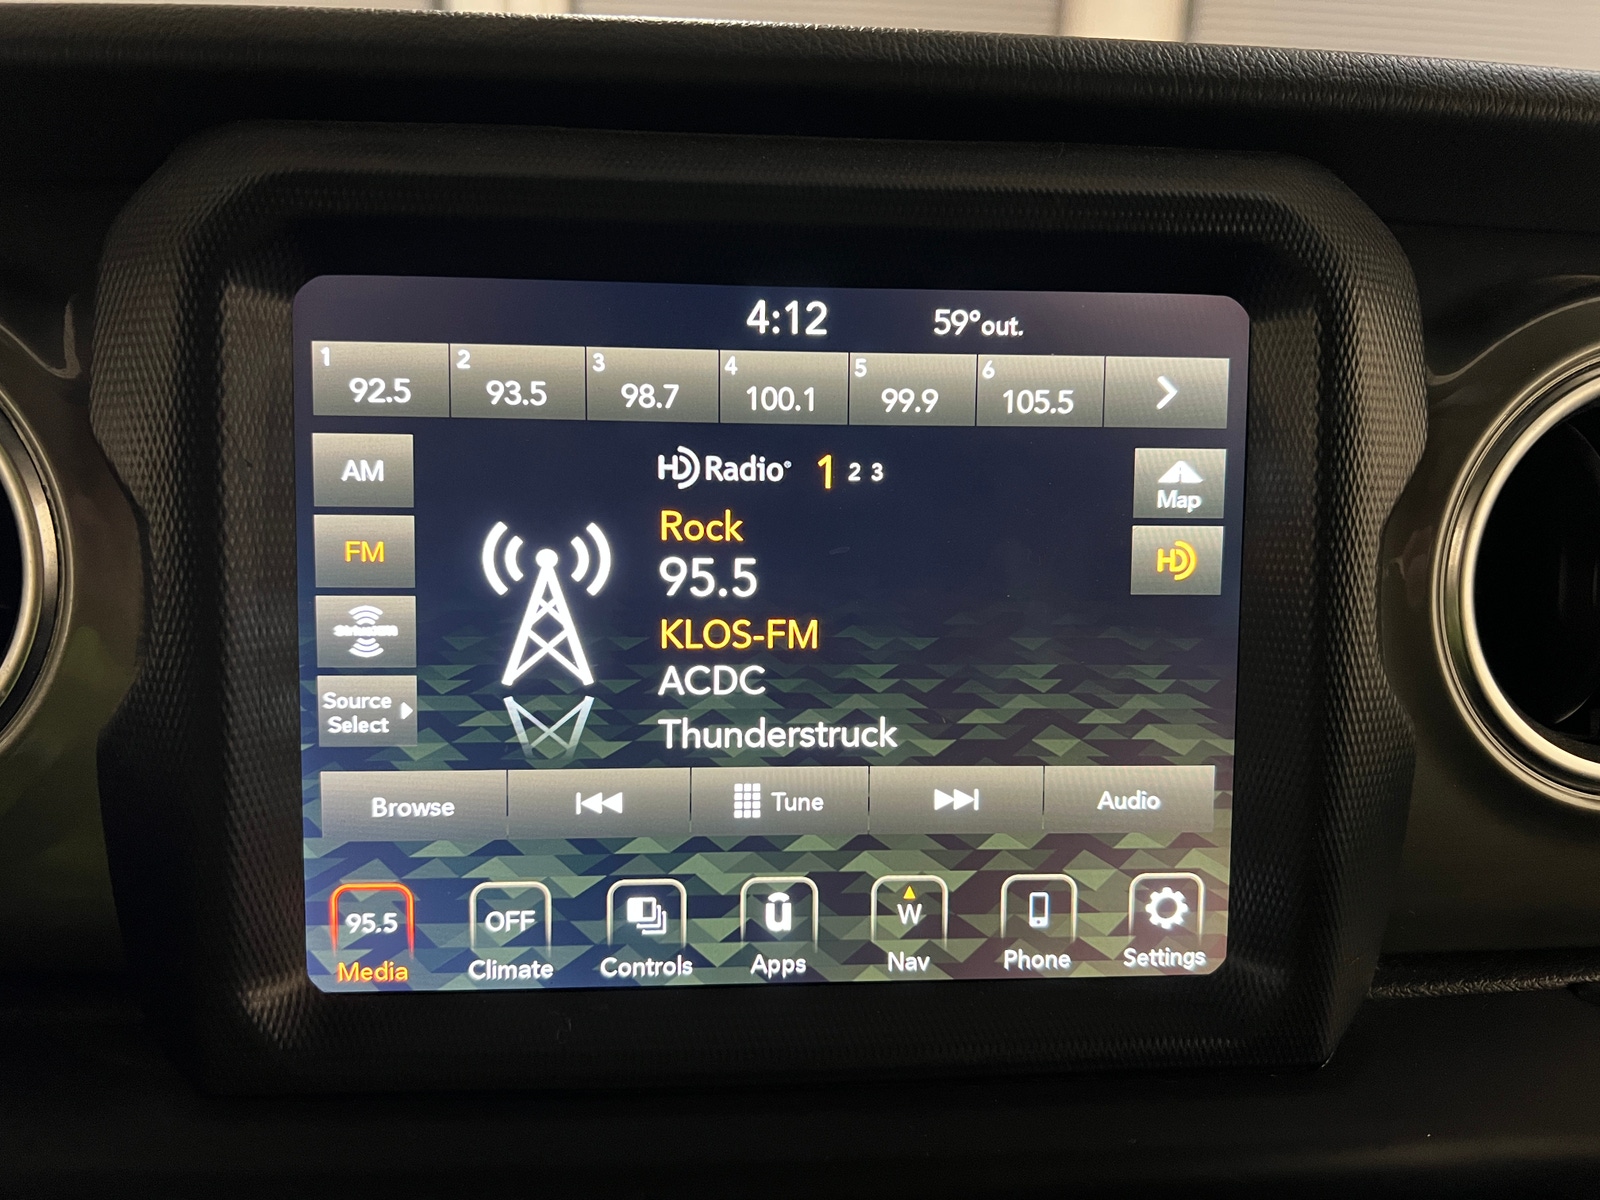 4:12 59°out.
1 92.5 2 93.5 3 98.7 4 100.1 5 99.9 6 105.5
AM
HD Radio® 1 2 3
Map
Rock
FM
95.5
HD
KLOS-FM
SiriusXM
ACDC
Source
Select
Thunderstruck
Browse Tune Audio
95.5 OFF ū W
Media Climate Controls Apps Nav Phone Settings